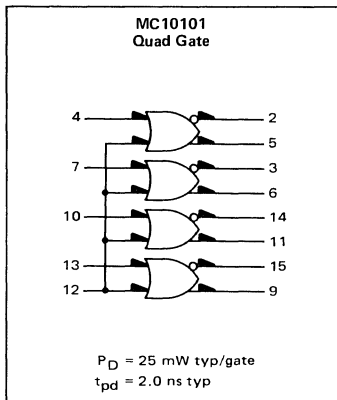 MC10101
Quad Gate
4 2
5
7 3
6
10 14
11
13 15
12 9
P_D = 25 mW typ/gate
t_pd = 2.0 ns typ